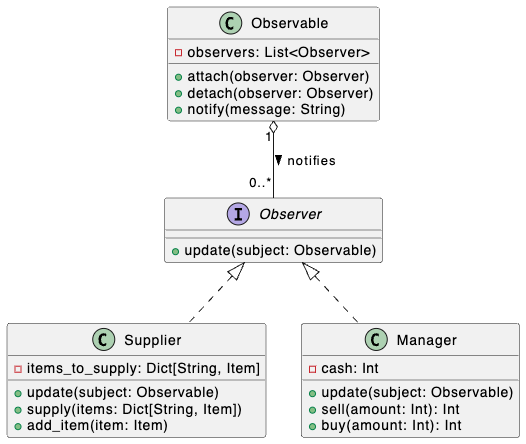 C Observable
observers: List<Observer>
attach(observer: Observer)
detach(observer: Observer)
notify(message: String)
1
notifies
0..*
I Observer
update(subject: Observable)
C Supplier
items_to_supply: Dict[String, Item]
update(subject: Observable)
supply(items: Dict[String, Item])
add_item(item: Item)
C Manager
cash: Int
update(subject: Observable)
sell(amount: Int): Int
buy(amount: Int): Int